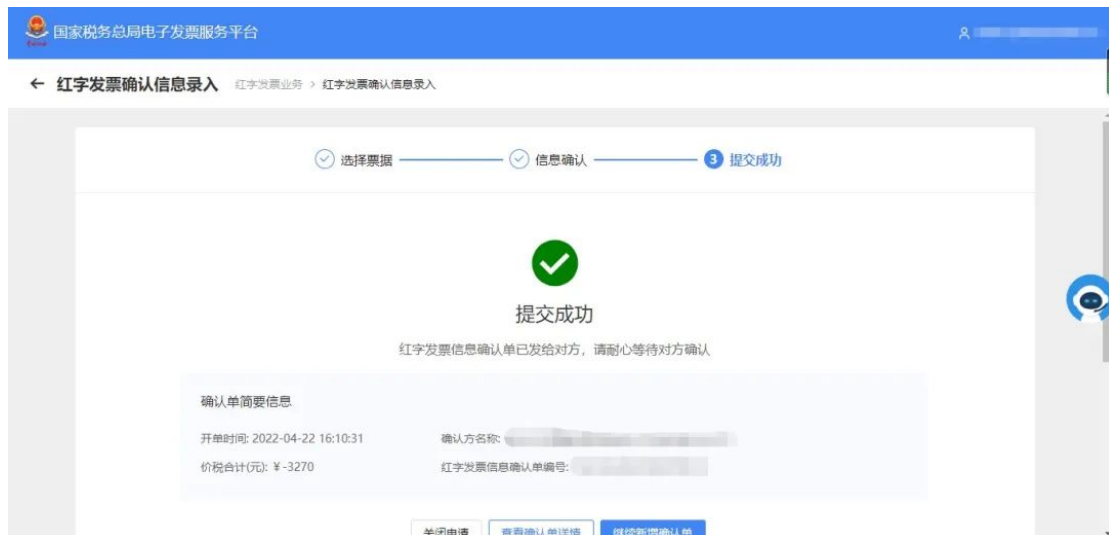 国家税务总局电子发票服务平台
← 红字发票确认信息录入 红字发票业务 > 红字发票确认信息录入
选择票据 信息确认 3 提交成功
提交成功
红字发票信息确认单已发给对方，请耐心等待对方确认
确认单简要信息
开单时间: 2022-04-22 16:10:31 确认方名称:
价税合计(元): ¥ -3270 红字发票信息确认单编号:
关闭申请 查看确认单详情 继续新增确认单